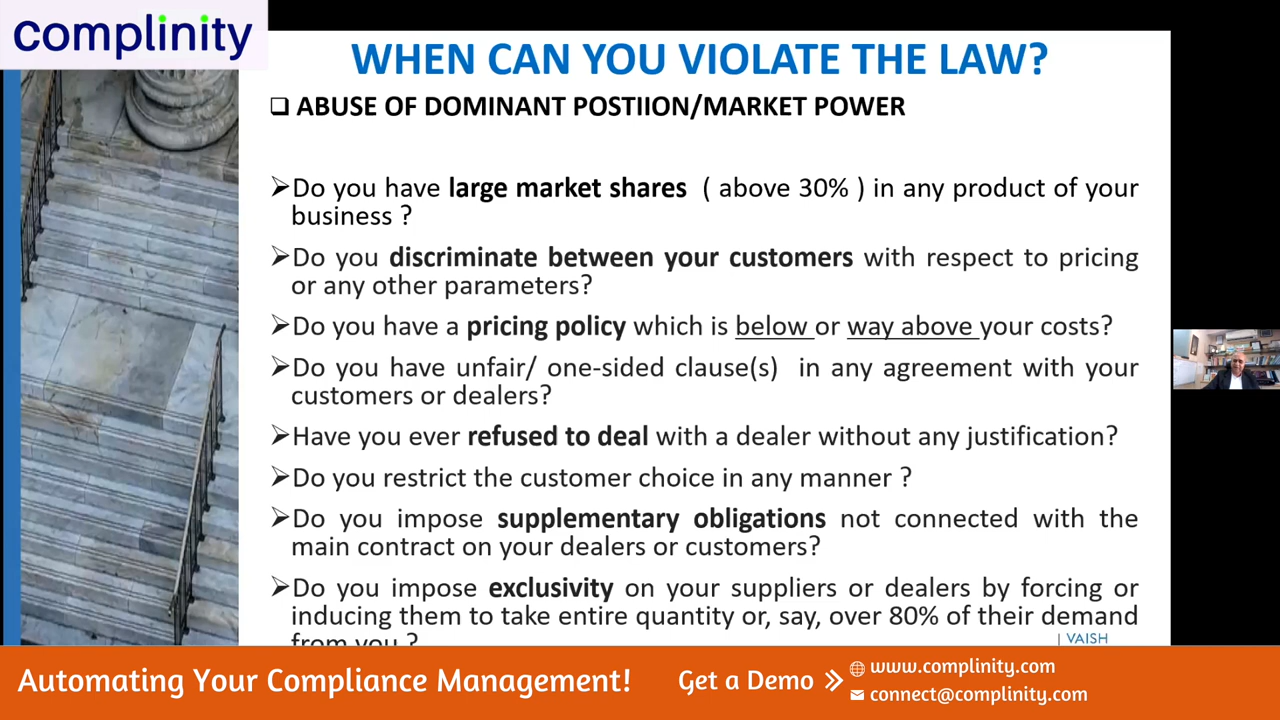 complinity
WHEN CAN YOU VIOLATE THE LAW?
❑ ABUSE OF DOMINANT POSTIION/MARKET POWER
➢Do you have large market shares ( above 30% ) in any product of your
business ?
➢Do you discriminate between your customers with respect to pricing
or any other parameters?
➢Do you have a pricing policy which is below or way above your costs?
➢Do you have unfair/ one-sided clause(s) in any agreement with your
customers or dealers?
➢Have you ever refused to deal with a dealer without any justification?
➢Do you restrict the customer choice in any manner ?
➢Do you impose supplementary obligations not connected with the
main contract on your dealers or customers?
➢Do you impose exclusivity on your suppliers or dealers by forcing or
inducing them to take entire quantity or, say, over 80% of their demand
from you ?
| VAISH
Automating Your Compliance Management!
Get a Demo
www.complinity.com
connect@complinity.com